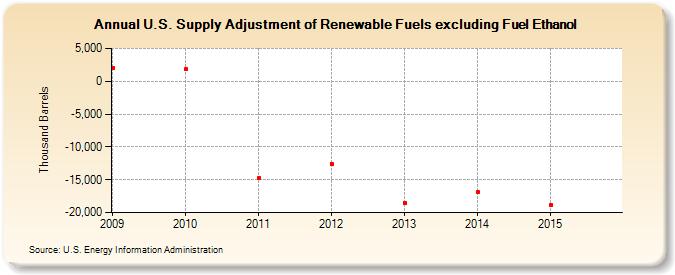 Annual U.S. Supply Adjustment of Renewable Fuels excluding Fuel Ethanol
Thousand Barrels
5,000
0
-5,000
-10,000
-15,000
-20,000
2009 2010 2011 2012 2013 2014 2015
Source: U.S. Energy Information Administration